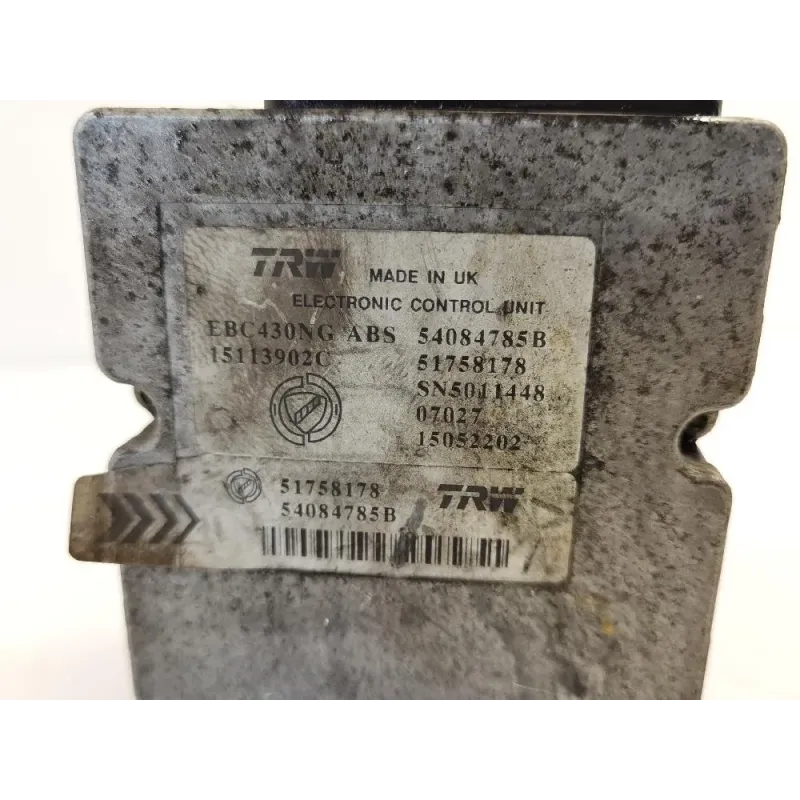 TRW MADE IN UK
ELECTRONIC CONTROL UNIT
EBC430NG ABS 54084785B
15113902C 51758178
SN5011448
07027
15052202
51758178 TRW
54084785B